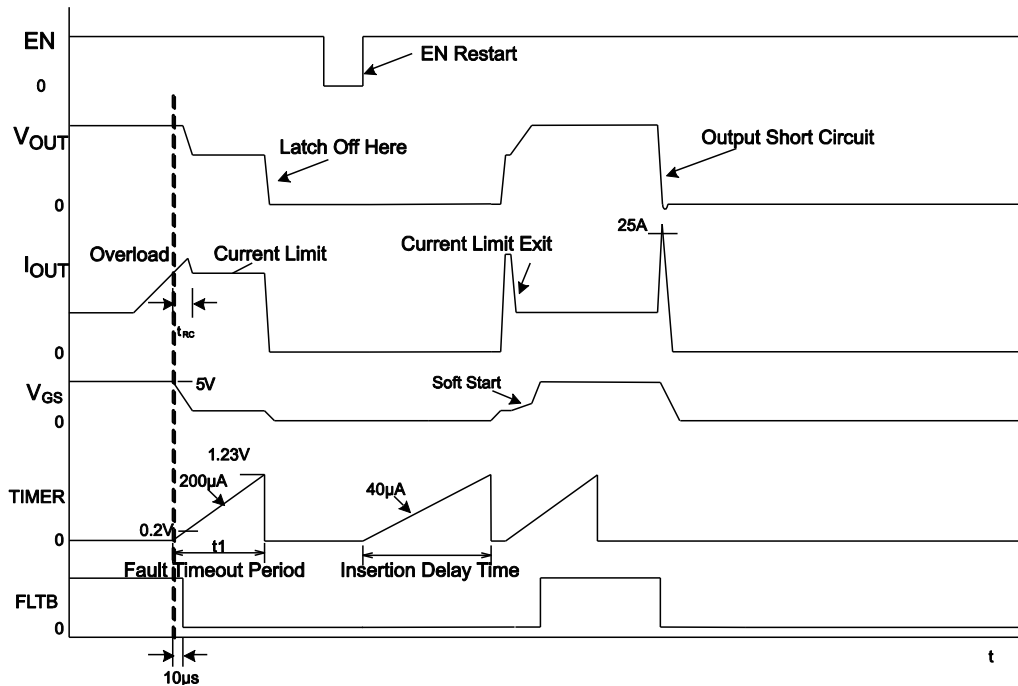 EN
EN Restart
0
VOUT
Output Short Circuit
Latch Off Here
0
25A
Overload
Current Limit
Current Limit Exit
IOUT
tRC
0
5V
Soft Start
VGS
0
1.23V
200μA
40μA
TIMER
0.2V
0
t1
Fault Timeout Period
Insertion Delay Time
FLTB
0
t
10μs